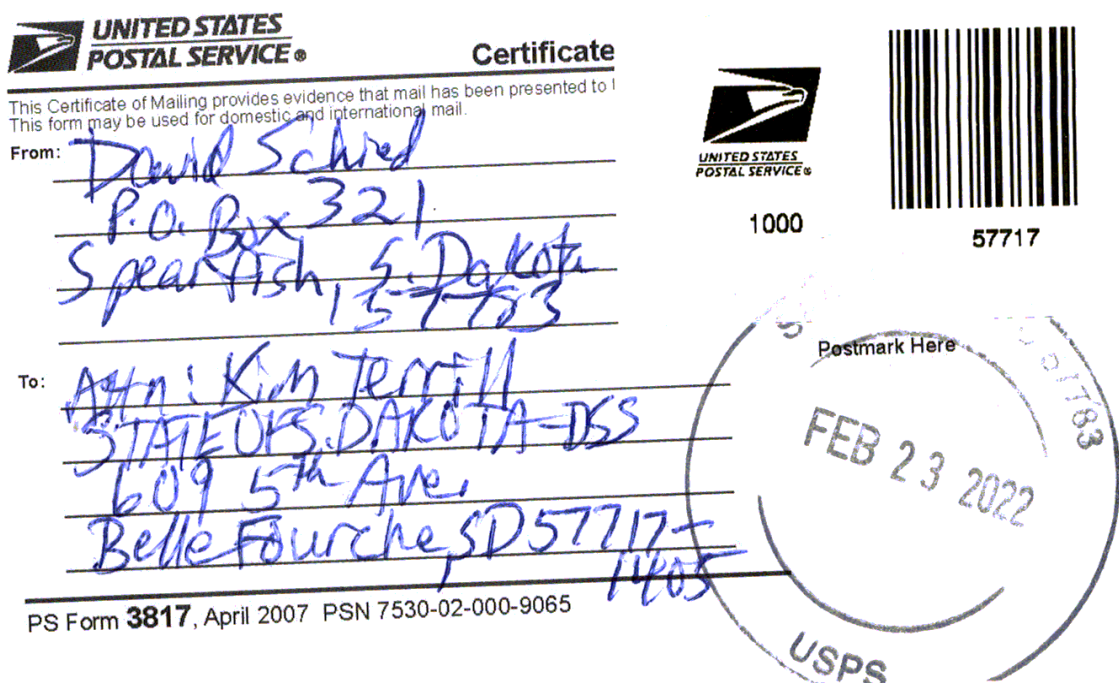 UNITED STATES
POSTAL SERVICE®
Certificate
This Certificate of Mailing provides evidence that mail has been presented to
This form may be used for domestic and international mail.
From: David Schied
P.O. Box 321
Spearfish, S. Dakota
57783
To: Attn: Kim Terrill
STATE OF S. DAKOTA-DSS
609 5th Ave.
Belle Fourche, SD 57717-
1405
PS Form 3817, April 2007 PSN 7530-02-000-9065
UNITED STATES
POSTAL SERVICE®
1000
57717
Postmark Here
57783
FEB 23 2022
USPS